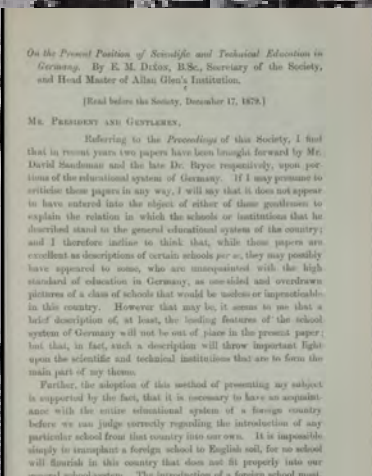 On the Present Position of Scientific and Technical Education in
Germany. By E. M. Dixon, B.Sc., Secretary of the Society,
and Head Master of Allan Glen's Institution.
[Read before the Society, December 17, 1879.]
MR. PRESIDENT AND GENTLEMEN,
Referring to the Proceedings of this Society, I find
that in recent years two papers have been brought forward by Mr.
David Sandeman and the late Dr. Bryce respectively, upon por-
tions of the educational system of Germany. If I may presume to
criticise these papers in any way, I will say that it does not appear
to have entered into the object of either of those gentlemen to
explain the relation in which the schools or institutions that he
described stand to the general educational system of the country;
and I therefore incline to think that, while these papers are
excellent as descriptions of certain schools per se, they may possibly
have appeared to some, who are unacquainted with the high
standard of education in Germany, as one-sided and overdrawn
pictures of a class of schools that would be useless or impracticable
in this country. However that may be, it seems to me that a
brief description of, at least, the leading features of the school
system of Germany will not be out of place in the present paper;
but that, in fact, such a description will throw important light
upon the scientific and technical institutions that are to form the
main part of my theme.
Further, the adoption of this method of presenting my subject
is supported by the fact, that it is necessary to have an acquaint-
ance with the entire educational system of a foreign country
before we can judge correctly regarding the introduction of any
particular school from that country into our own. It is impossible
simply to transplant a foreign school to English soil, for no school
will flourish in this country that does not fit properly into our
general school system. The introduction of a foreign school must